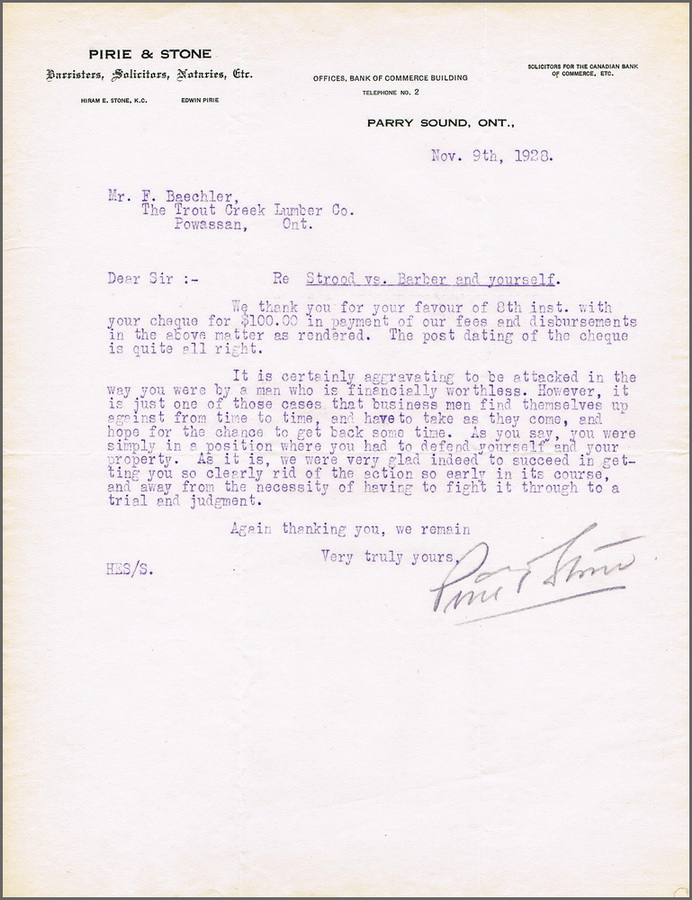 PIRIE & STONE
Barristers, Solicitors, Notaries, Etc.
HIRAM E. STONE, K.C. EDWIN PIRIE
OFFICES, BANK OF COMMERCE BUILDING
TELEPHONE NO. 2
SOLICITORS FOR THE CANADIAN BANK
OF COMMERCE, ETC.
PARRY SOUND, ONT.,
Nov. 9th, 1928.
Mr. F. Baechler,
The Trout Creek Lumber Co.
Powassan, Ont.
Dear Sir :- Re Strood vs. Barber and yourself.
We thank you for your favour of 8th inst. with
your cheque for $100.00 in payment of our fees and disbursements
in the above matter as rendered. The post dating of the cheque
is quite all right.
It is certainly aggravating to be attacked in the
way you were by a man who is financially worthless. However, it
is just one of those cases that business men find themselves up
against from time to time, and haveto take as they come, and
hope for the chance to get back some time. As you say, you were
simply in a position where you had to defend yourself and your
property. As it is, we were very glad indeed to succeed in get-
ting you so clearly rid of the action so early in its course,
and away from the necessity of having to fight it through to a
trial and judgment.
Again thanking you, we remain
Very truly yours,
Pirie & Stone
HES/S.